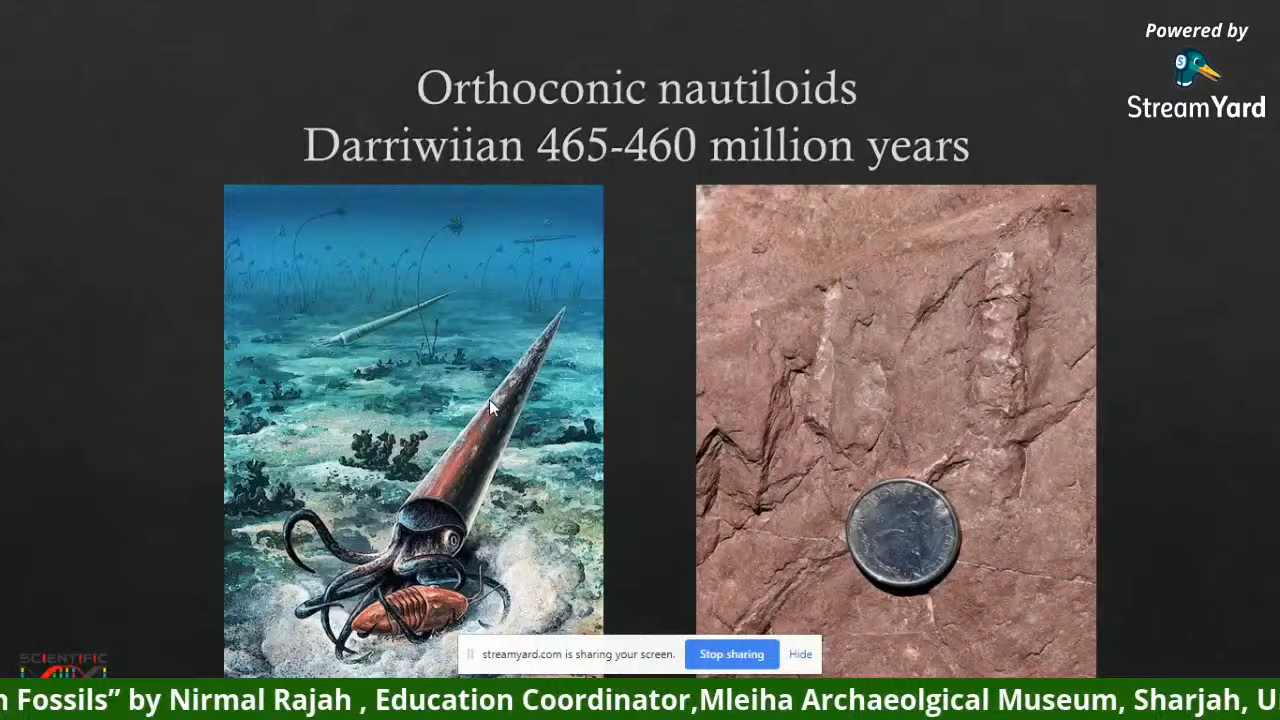 Powered by
StreamYard
Orthoconic nautiloids
Darriwiian 465-460 million years
streamyard.com is sharing your screen.
Stop sharing
Hide
SCIENTIFIC
n Fossils” by Nirmal Rajah , Education Coordinator,Mleiha Archaeolgical Museum, Sharjah, U